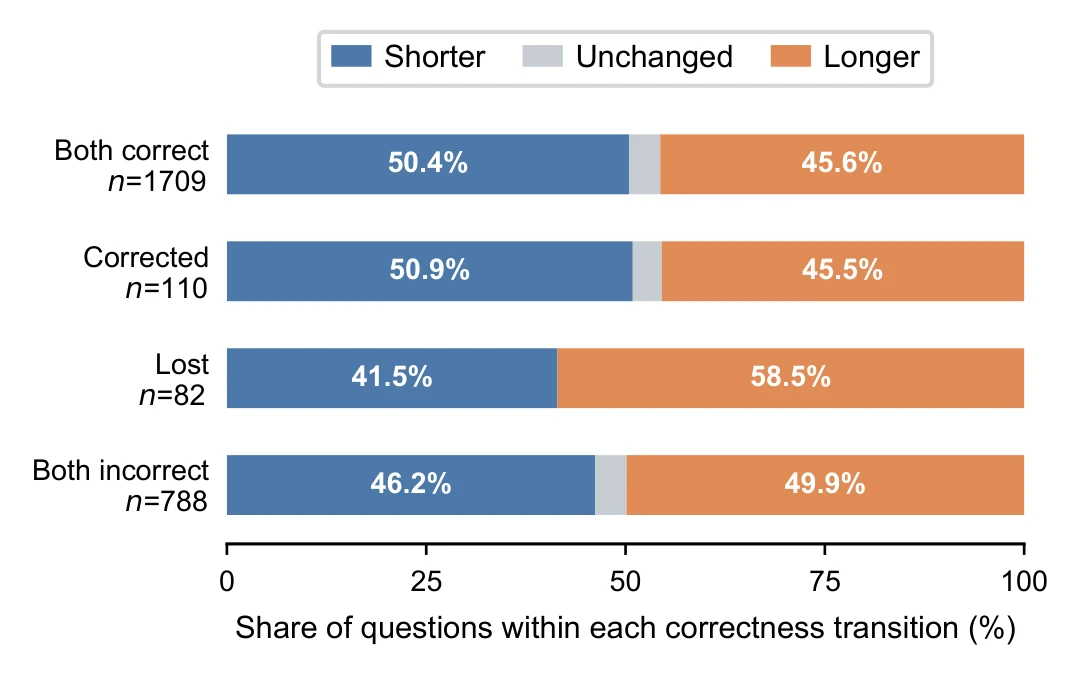 Shorter Unchanged Longer
Both correct
n=1709
50.4% 45.6%
Corrected
n=110
50.9% 45.5%
Lost
n=82
41.5% 58.5%
Both incorrect
n=788
46.2% 49.9%
0 25 50 75 100
Share of questions within each correctness transition (%)